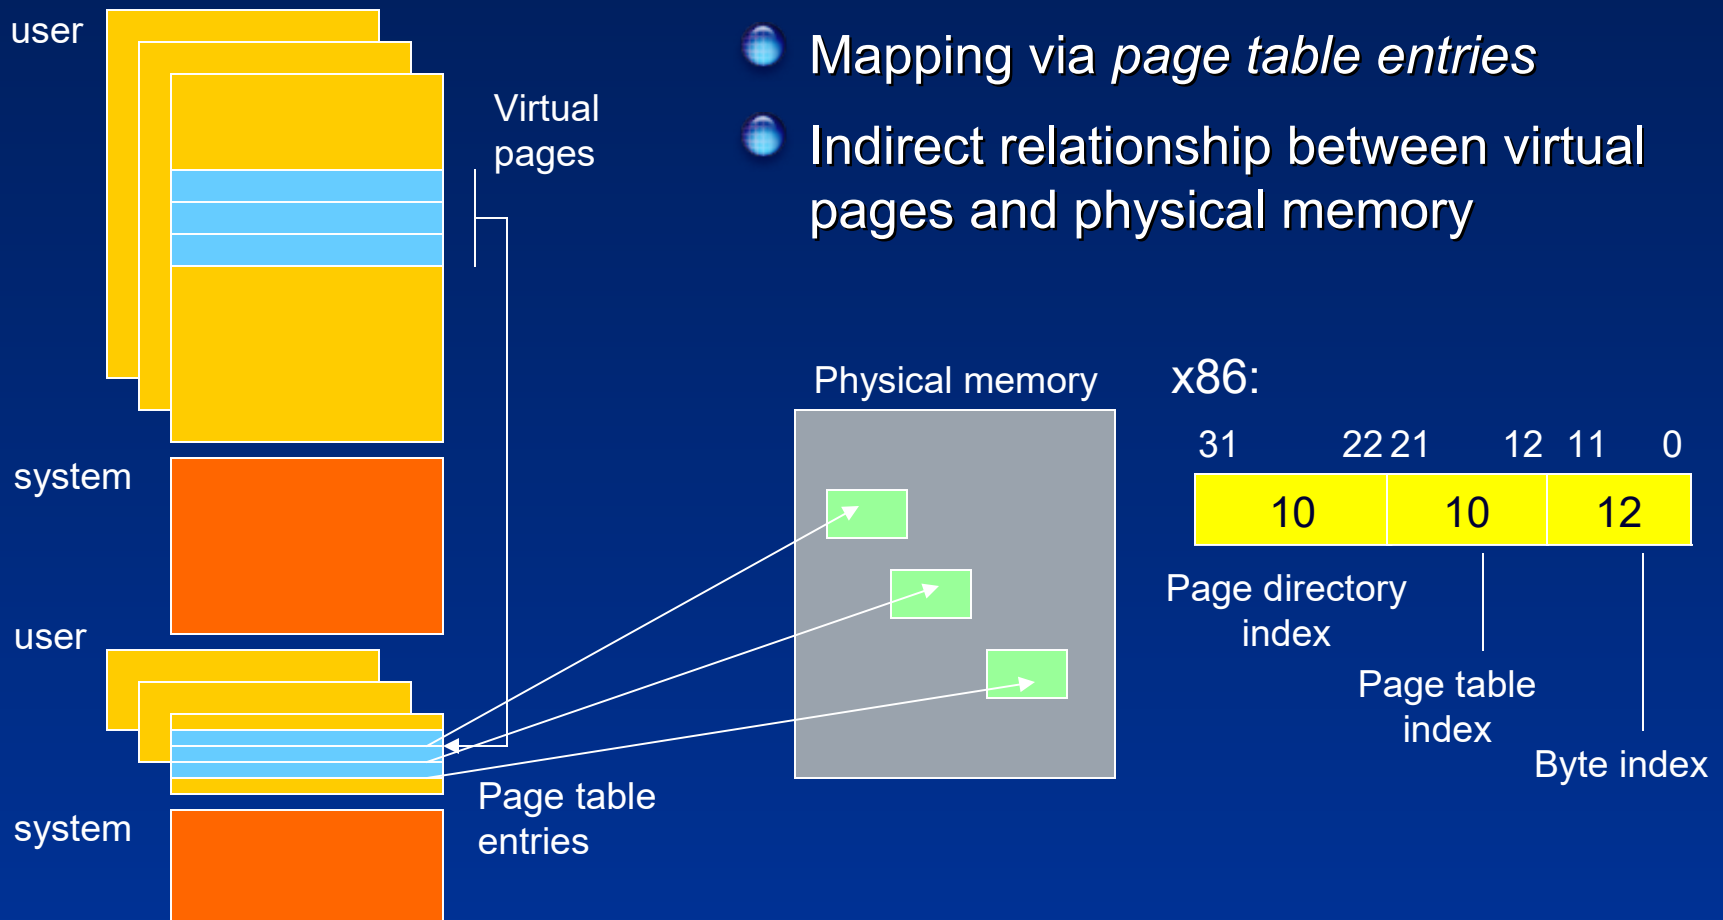 user
Virtual
pages
system
user
system
Page table
entries
Mapping via page table entries
Indirect relationship between virtual
pages and physical memory
Physical memory
x86:
31 22 21 12 11 0
10 10 12
Page directory
index
Page table
index
Byte index